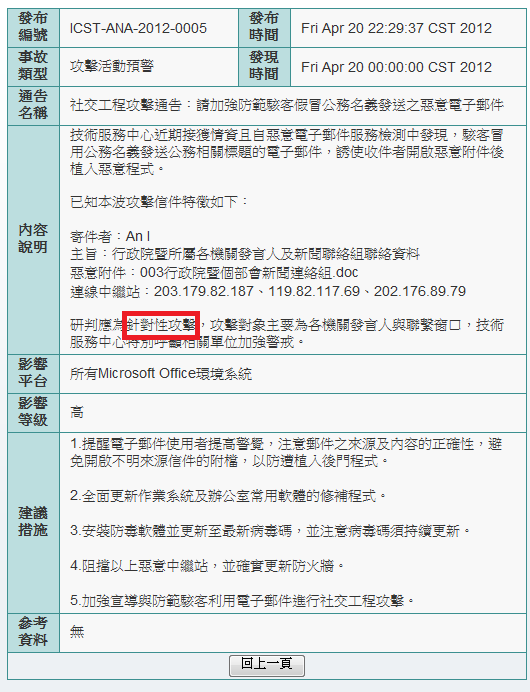 發布編號 ICST-ANA-2012-0005 發布時間 Fri Apr 20 22:29:37 CST 2012
事故類型 攻擊活動預警 發現時間 Fri Apr 20 00:00:00 CST 2012
通告名稱 社交工程攻擊通告：請加強防範駭客假冒公務名義發送之惡意電子郵件
內容說明
技術服務中心近期接獲情資且自惡意電子郵件服務檢測中發現，駭客冒
用公務名義發送公務相關標題的電子郵件，誘使收件者開啟惡意附件後
植入惡意程式。
已知本波攻擊信件特徵如下：
寄件者：An l
主旨：行政院暨所屬各機關發言人及新聞聯絡組聯絡資料
惡意附件：003行政院暨個部會新聞連絡組.doc
連線中繼站：203.179.82.187、119.82.117.69、202.176.89.79
研判應為針對性攻擊，攻擊對象主要為各機關發言人與聯繫窗口，技術
服務中心特別呼籲相關單位加強警戒。
影響平台 所有Microsoft Office環境系統
影響等級 高
建議措施
1.提醒電子郵件使用者提高警覺，注意郵件之來源及內容的正確性，避
免開啟不明來源信件的附檔，以防遭植入後門程式。
2.全面更新作業系統及辦公室常用軟體的修補程式。
3.安裝防毒軟體並更新至最新病毒碼，並注意病毒碼須持續更新。
4.阻擋以上惡意中繼站，並確實更新防火牆。
5.加強宣導與防範駭客利用電子郵件進行社交工程攻擊。
參考資料 無
回上一頁